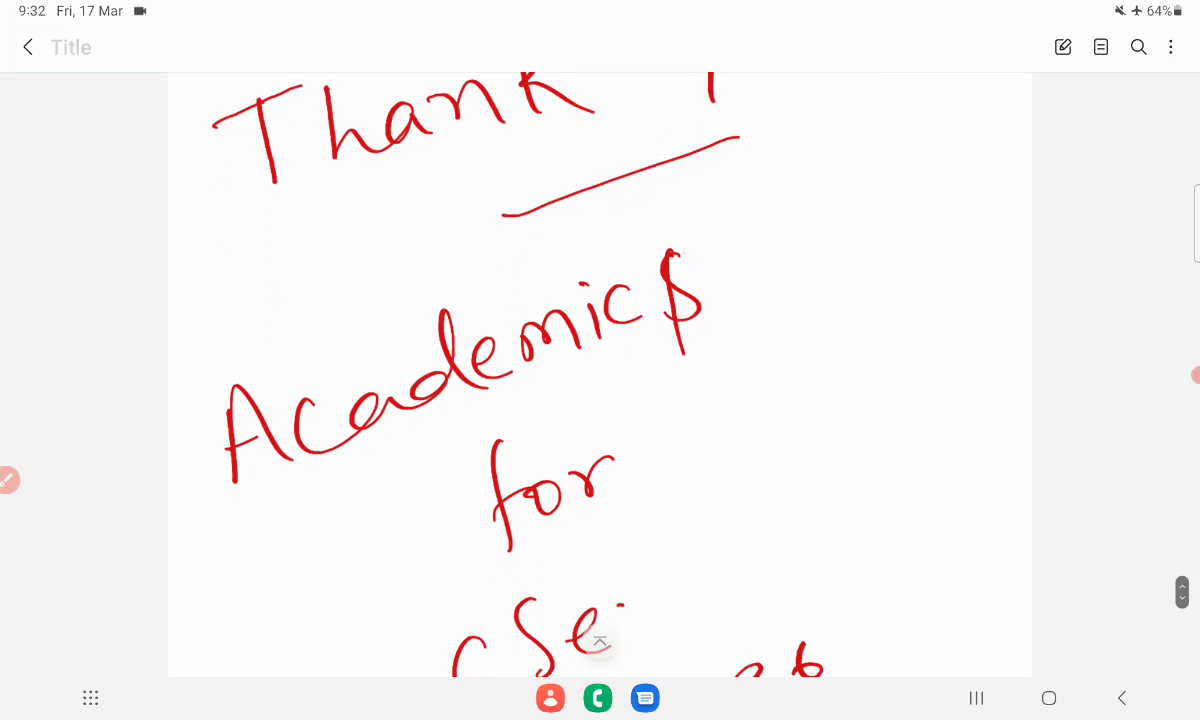 9:32 Fri, 17 Mar 64%
Title
Thank
Academics
for